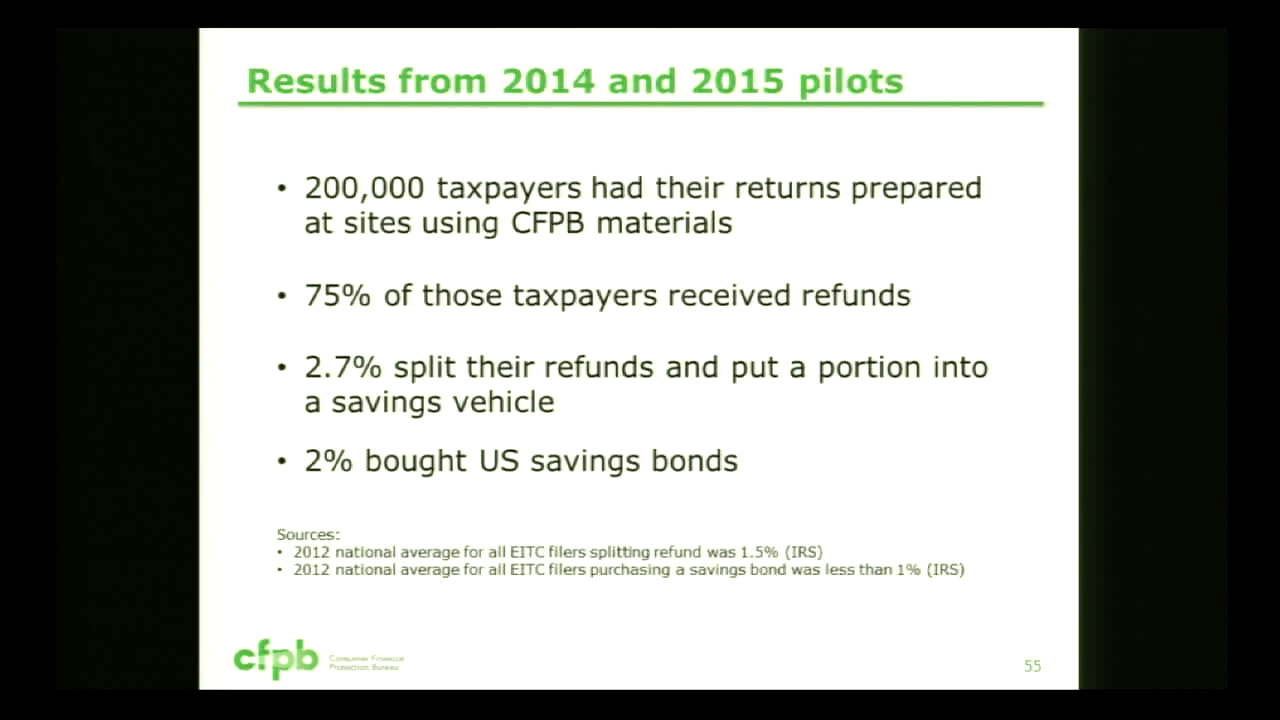 Results from 2014 and 2015 pilots
• 200,000 taxpayers had their returns prepared
at sites using CFPB materials
• 75% of those taxpayers received refunds
• 2.7% split their refunds and put a portion into
a savings vehicle
• 2% bought US savings bonds
Sources:
• 2012 national average for all EITC filers splitting refund was 1.5% (IRS)
• 2012 national average for all EITC filers purchasing a savings bond was less than 1% (IRS)
cfpb
Consumer Finance
Protection Bureau
55